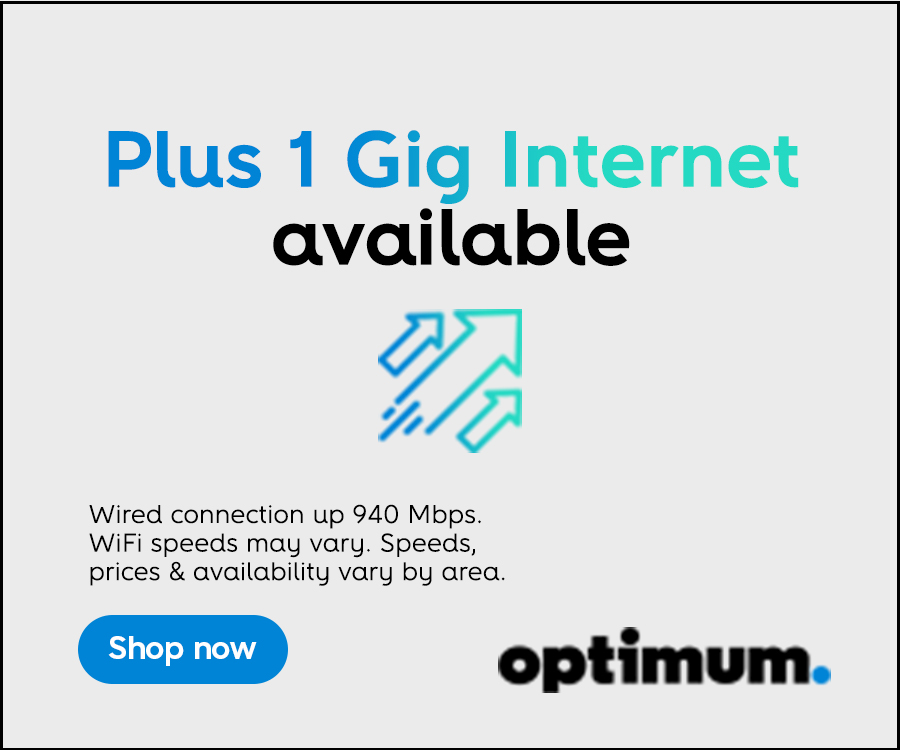 Plus 1 Gig Internet
available
Wired connection up 940 Mbps.
WiFi speeds may vary. Speeds,
prices & availability vary by area.
Shop now
optimum.